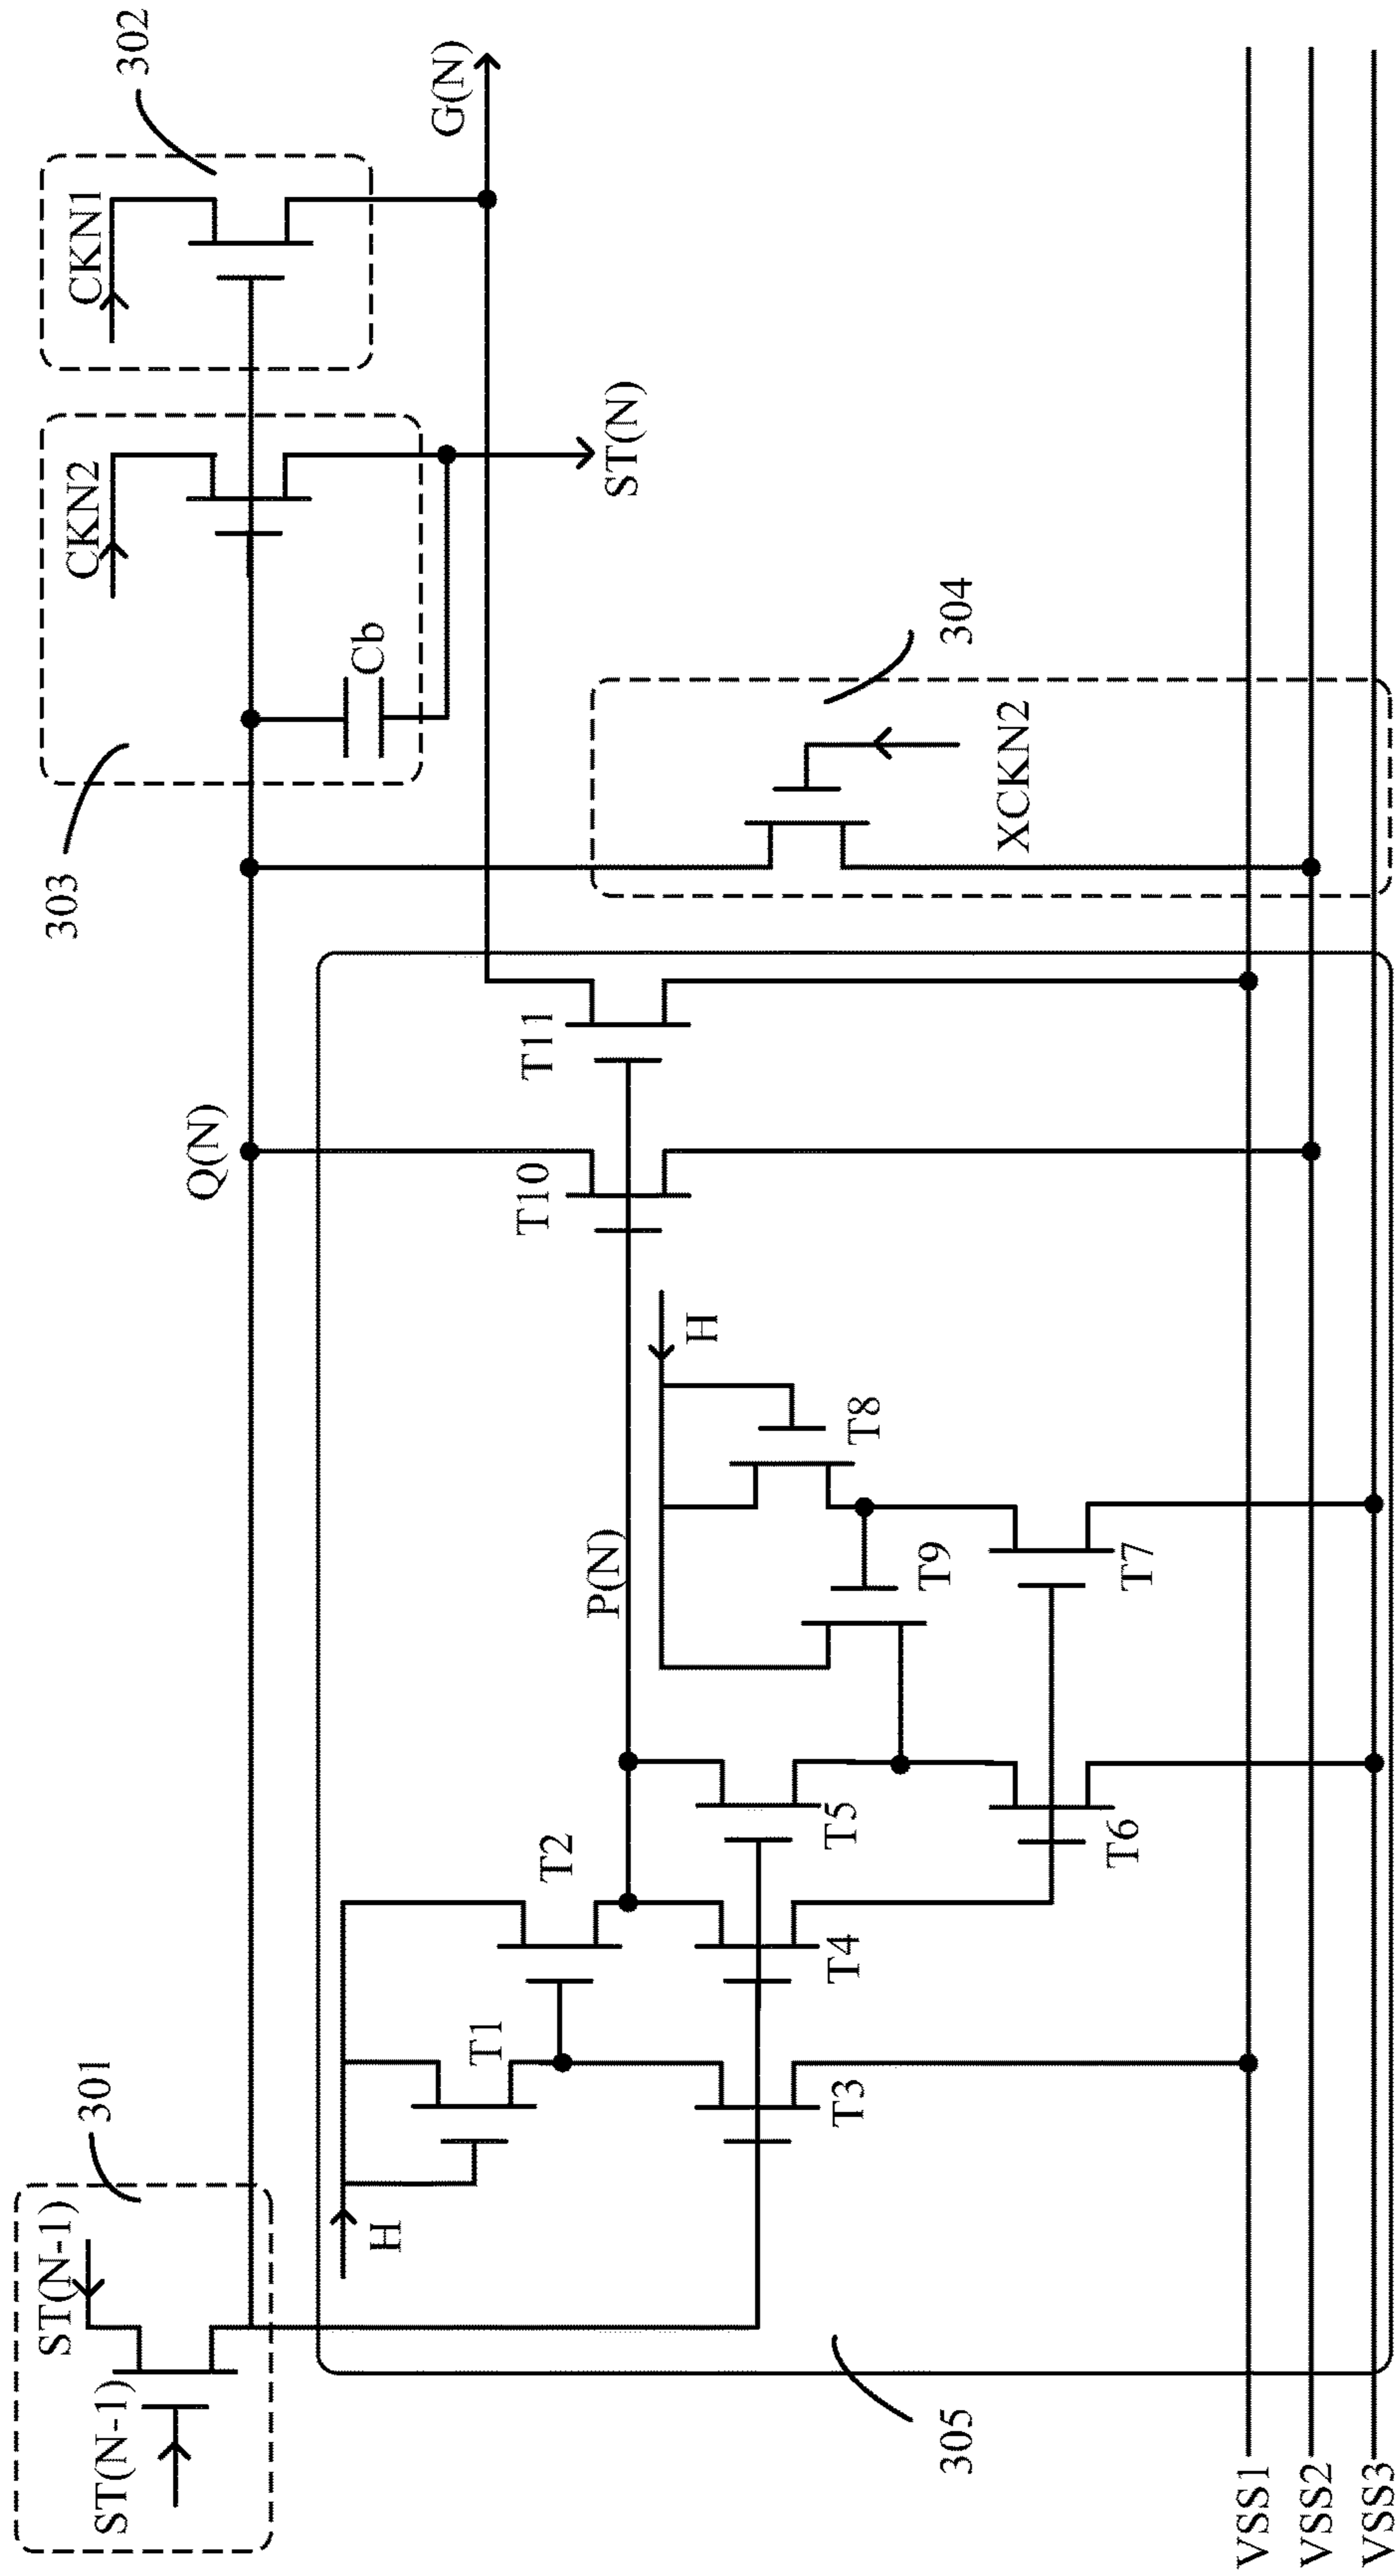 301
ST(N-1)
ST(N-1)
H
T1
T2
T3
T4
T5
T6
T7
T8
T9
H
P(N)
Q(N)
T10
T11
303
Cb
CKN2
CKN1
302
G(N)
ST(N)
304
XCKN2
305
VSS1
VSS2
VSS3